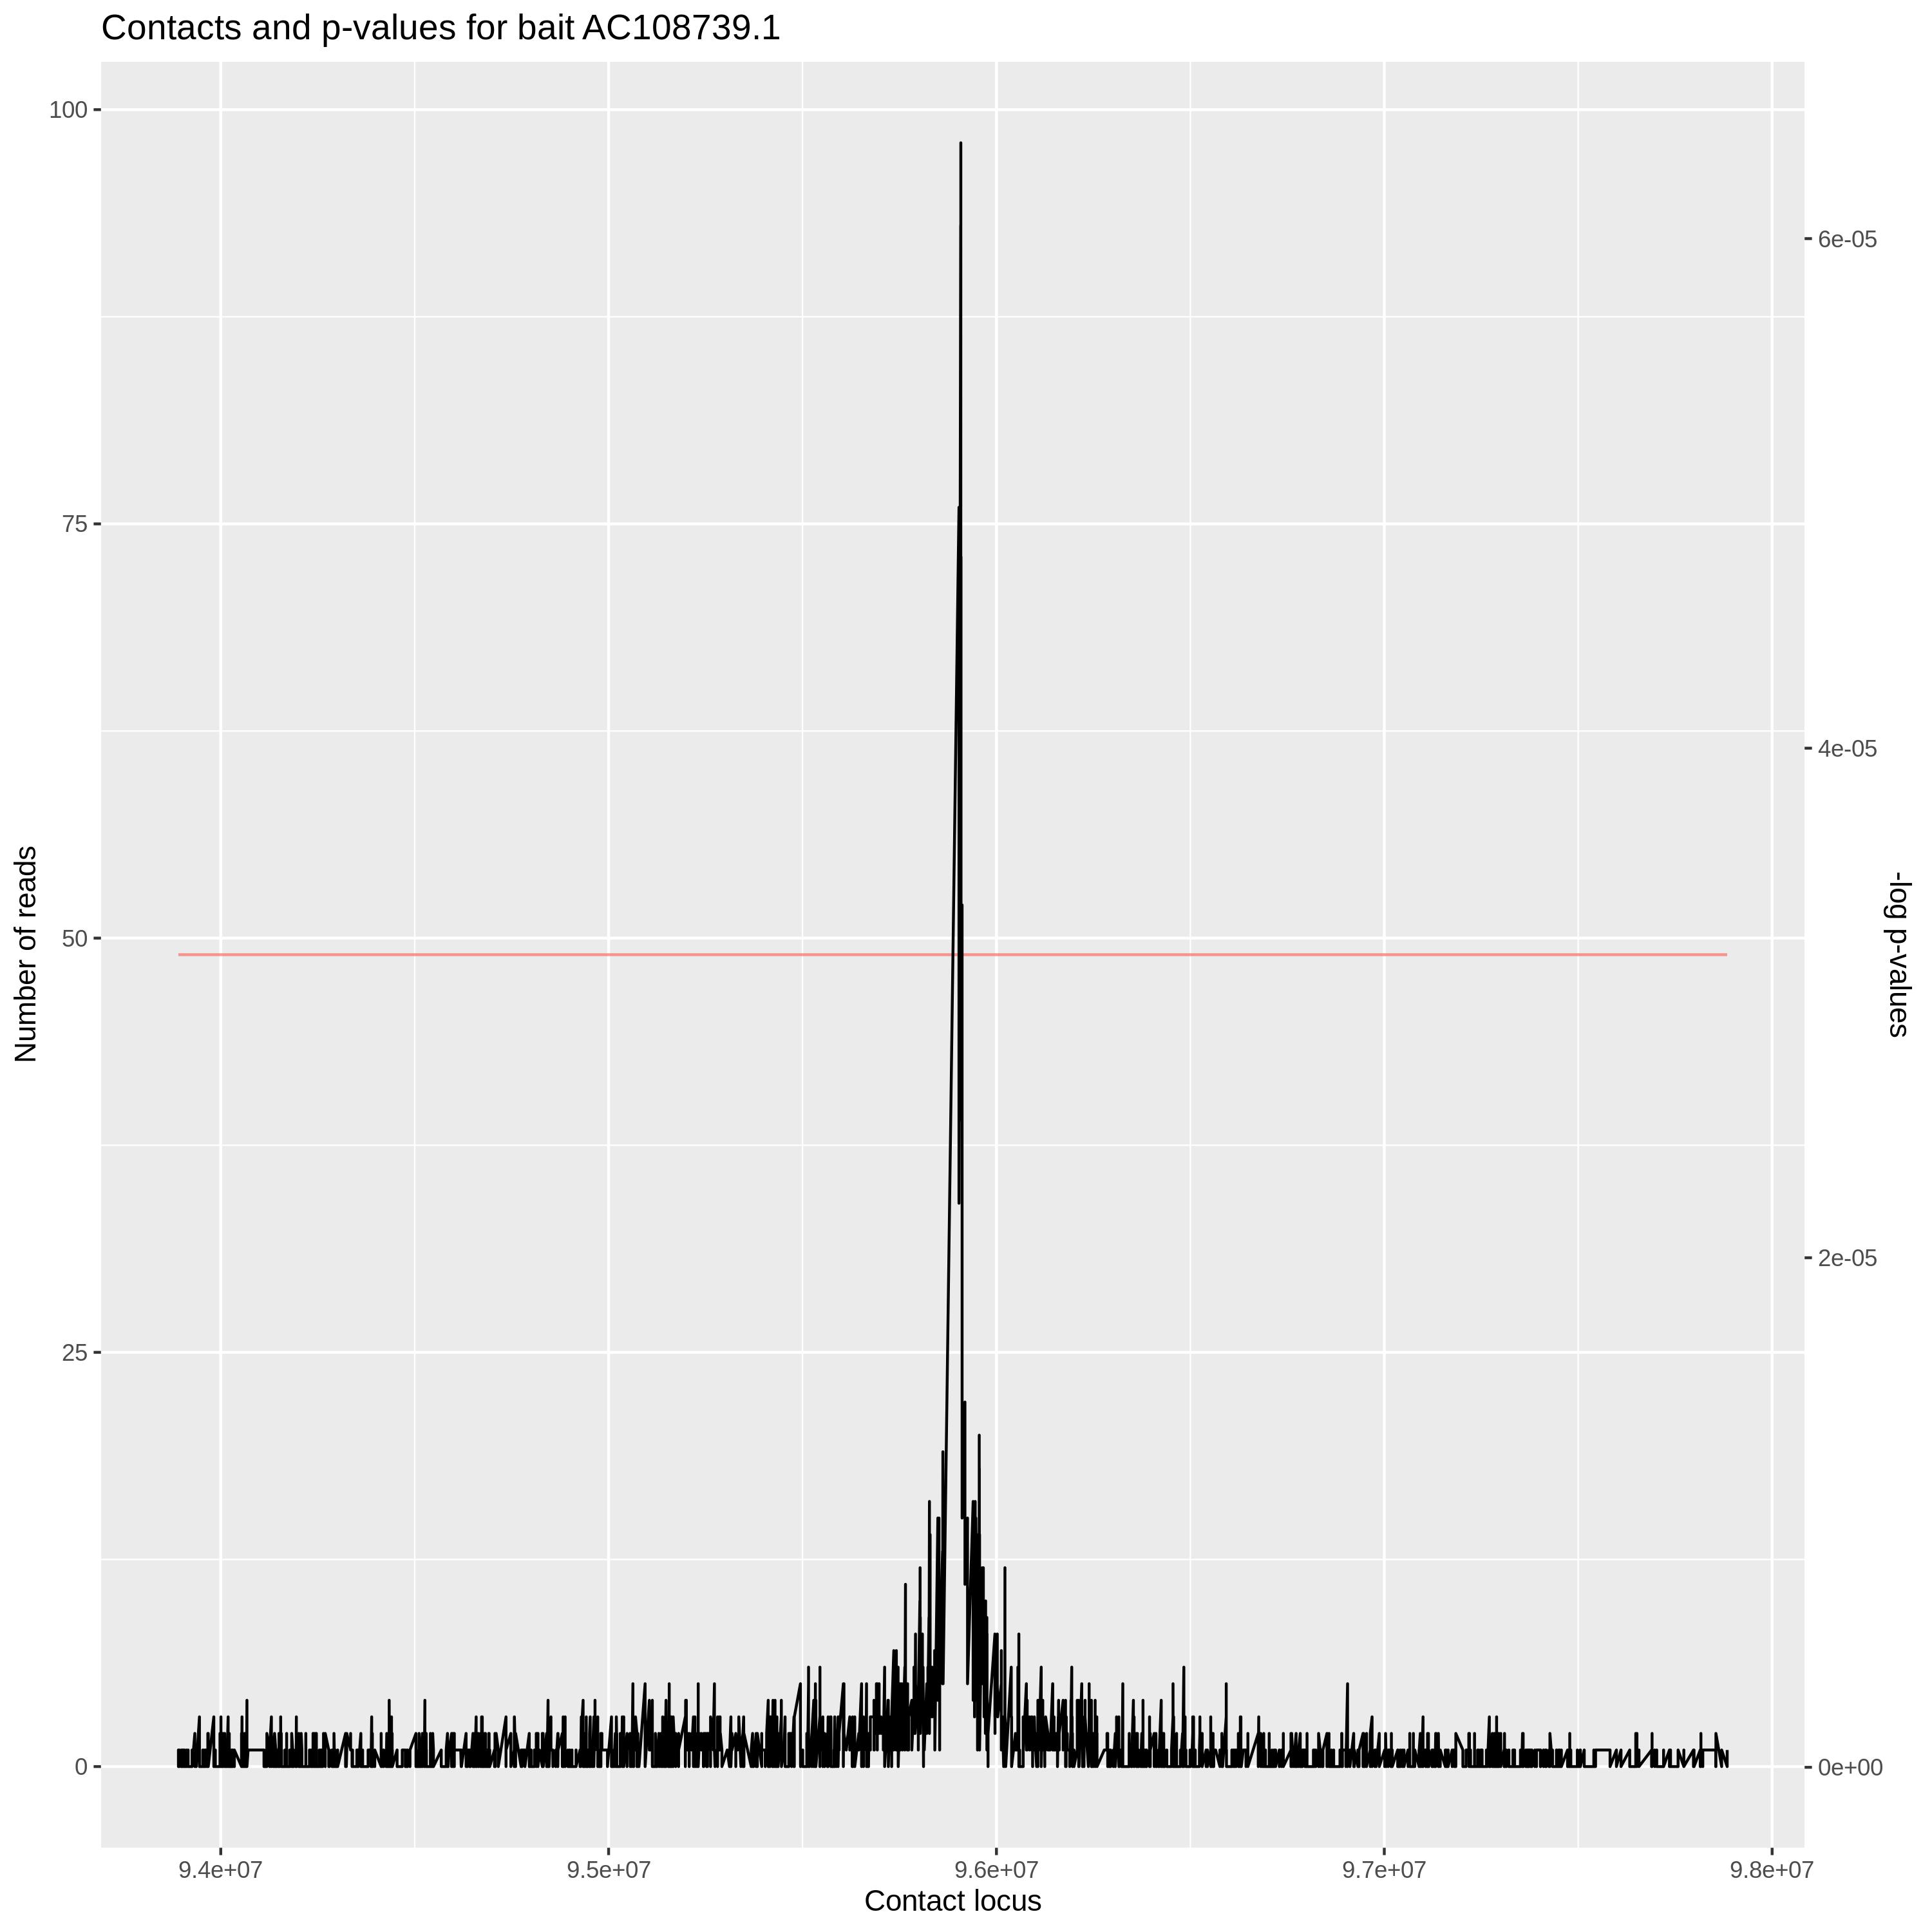 Contacts and p-values for bait AC108739.1
100
75
50
25
0
Number of reads
6e-05
4e-05
2e-05
0e+00
-log p-values
9.4e+07 9.5e+07 9.6e+07 9.7e+07 9.8e+07
Contact locus